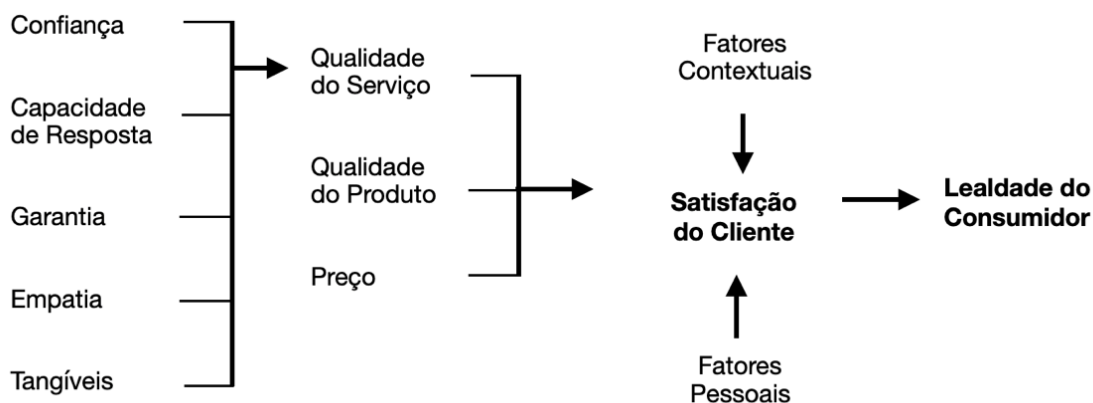 Confiança
Capacidade
de Resposta
Garantia
Empatia
Tangíveis
Qualidade
do Serviço
Qualidade
do Produto
Preço
Fatores
Contextuais
Satisfação
do Cliente
Fatores
Pessoais
Lealdade do
Consumidor